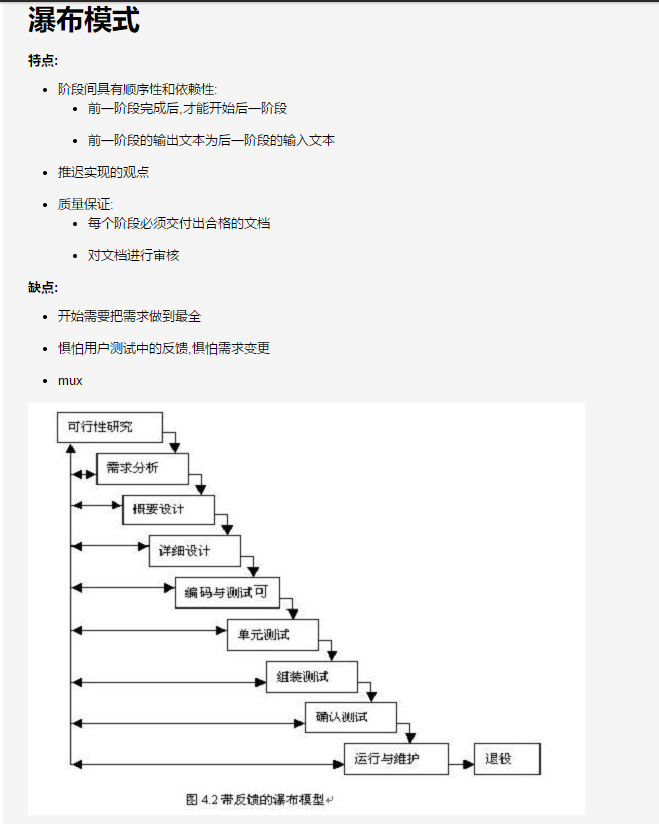 瀑布模式
特点:
阶段间具有顺序性和依赖性:
前一阶段完成后,才能开始后一阶段
前一阶段的输出文本为后一阶段的输入文本
推迟实现的观点
质量保证:
每个阶段必须交付出合格的文档
对文档进行审核
缺点:
开始需要把需求做到最全
惧怕用户测试中的反馈,惧怕需求变更
mux
可行性研究
需求分析
概要设计
详细设计
编码与测试可
单元测试
组装测试
确认测试
运行与维护
退役
图 4.2 带反馈的瀑布模型